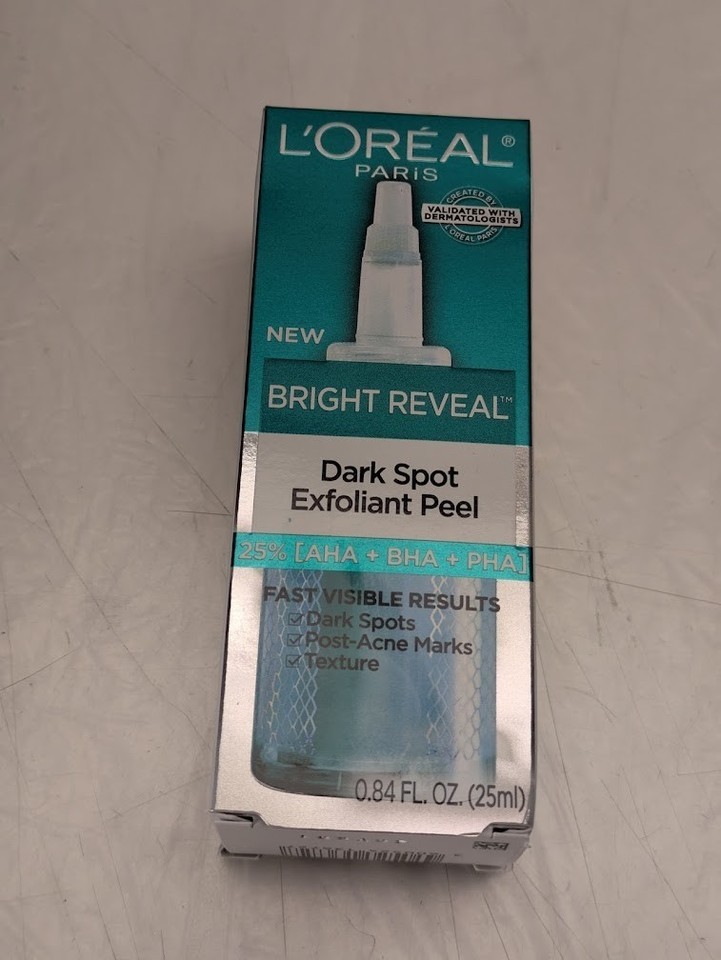 L'ORÉAL®
PARiS
CREATED BY
VALIDATED WITH
DERMATOLOGISTS
L'ORÉAL PARIS
NEW
BRIGHT REVEAL™
Dark Spot
Exfoliant Peel
25% [AHA + BHA + PHA]
FAST VISIBLE RESULTS
Dark Spots
Post-Acne Marks
Texture
0.84 FL. OZ. (25ml)